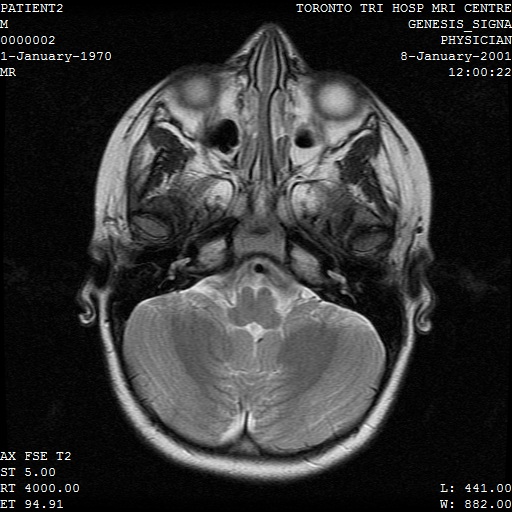 PATIENT2
M
0000002
1-January-1970
MR
TORONTO TRI HOSP MRI CENTRE
GENESIS_SIGNA
PHYSICIAN
8-January-2001
12:00:22
AX FSE T2
ST 5.00
RT 4000.00
ET 94.91
L: 441.00
W: 882.00